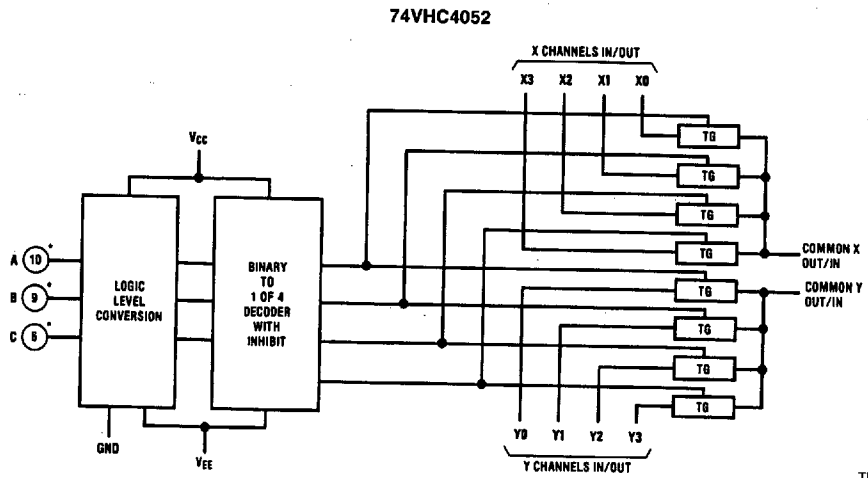 74VHC4052
X CHANNELS IN/OUT
X3 X2 X1 X0
TG
TG
TG
TG
TG
TG
TG
TG
VCC
A 10 *
B 9 *
C 6 *
LOGIC
LEVEL
CONVERSION
BINARY
TO
1 OF 4
DECODER
WITH
INHIBIT
COMMON X
OUT/IN
COMMON Y
OUT/IN
GND
VEE
Y0 Y1 Y2 Y3
Y CHANNELS IN/OUT